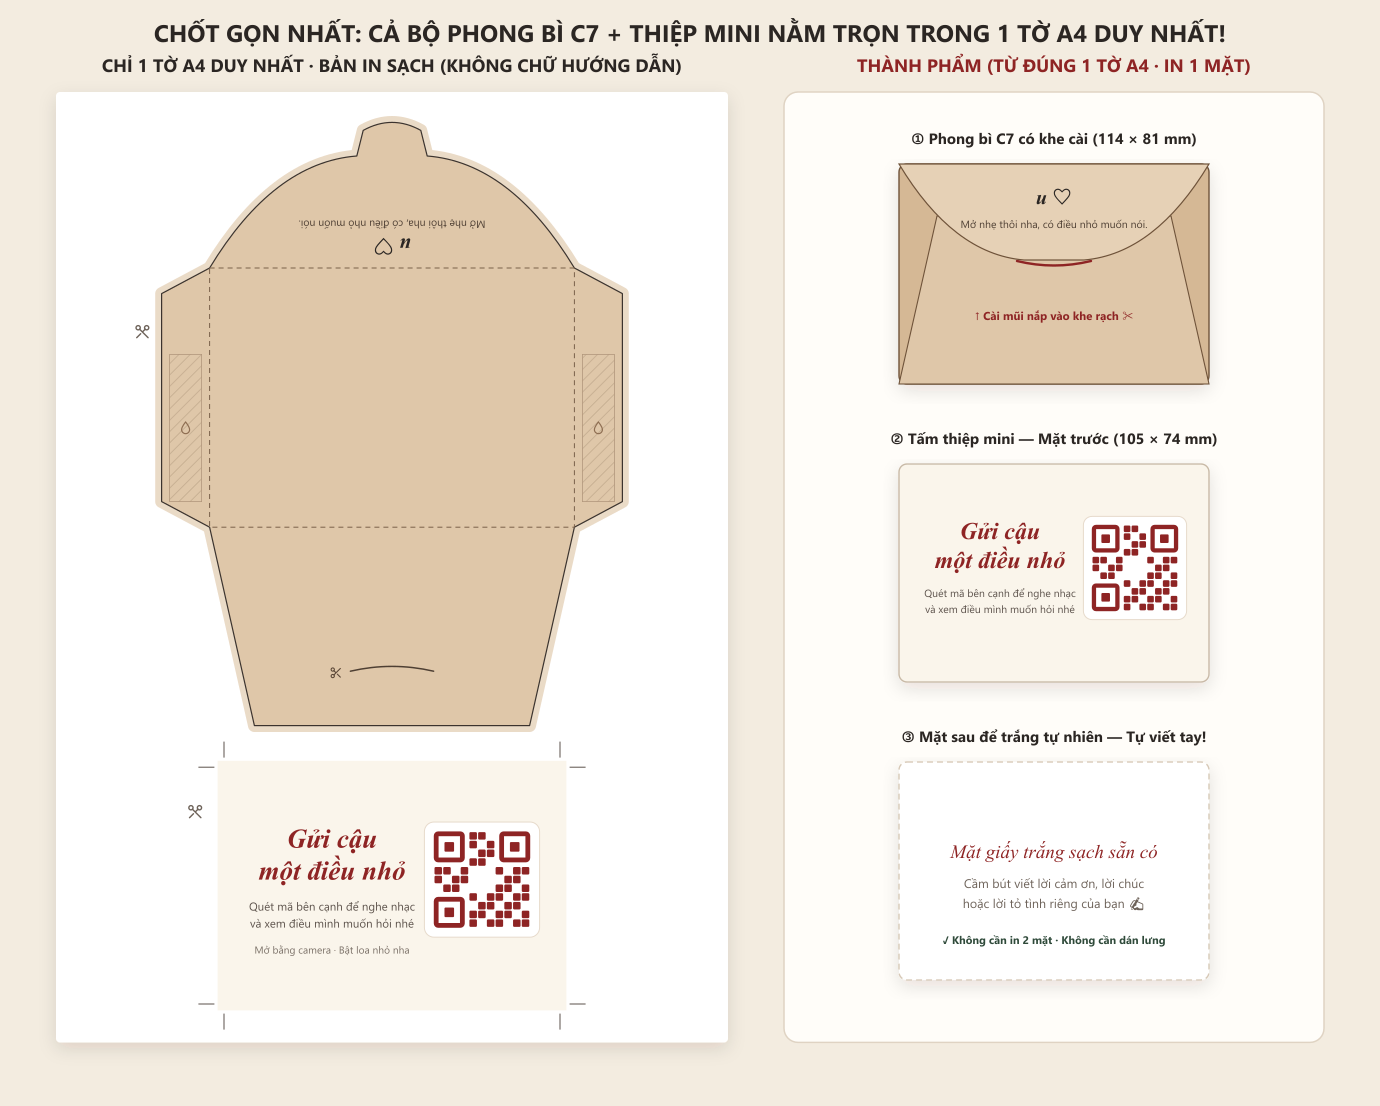 CHỐT GỌN NHẤT: CẢ BỘ PHONG BÌ C7 + THIỆP MINI NẰM TRỌN TRONG 1 TỜ A4 DUY NHẤT!
CHỈ 1 TỜ A4 DUY NHẤT · BẢN IN SẠCH (KHÔNG CHỮ HƯỚNG DẪN)
Mở nhẹ thôi nha, có điều nhỏ muốn nói.
u ♡
Gửi cậu
một điều nhỏ
Quét mã bên cạnh để nghe nhạc
và xem điều mình muốn hỏi nhé
Mở bằng camera · Bật loa nhỏ nha
THÀNH PHẨM (TỪ ĐÚNG 1 TỜ A4 · IN 1 MẶT)
① Phong bì C7 có khe cài (114 × 81 mm)
u ♡
Mở nhẹ thôi nha, có điều nhỏ muốn nói.
↑ Cài mũi nắp vào khe rạch ✂
② Tấm thiệp mini — Mặt trước (105 × 74 mm)
Gửi cậu
một điều nhỏ
Quét mã bên cạnh để nghe nhạc
và xem điều mình muốn hỏi nhé
③ Mặt sau để trắng tự nhiên — Tự viết tay!
Mặt giấy trắng sạch sẵn có
Cầm bút viết lời cảm ơn, lời chúc
hoặc lời tỏ tình riêng của bạn ✍
✓ Không cần in 2 mặt · Không cần dán lưng